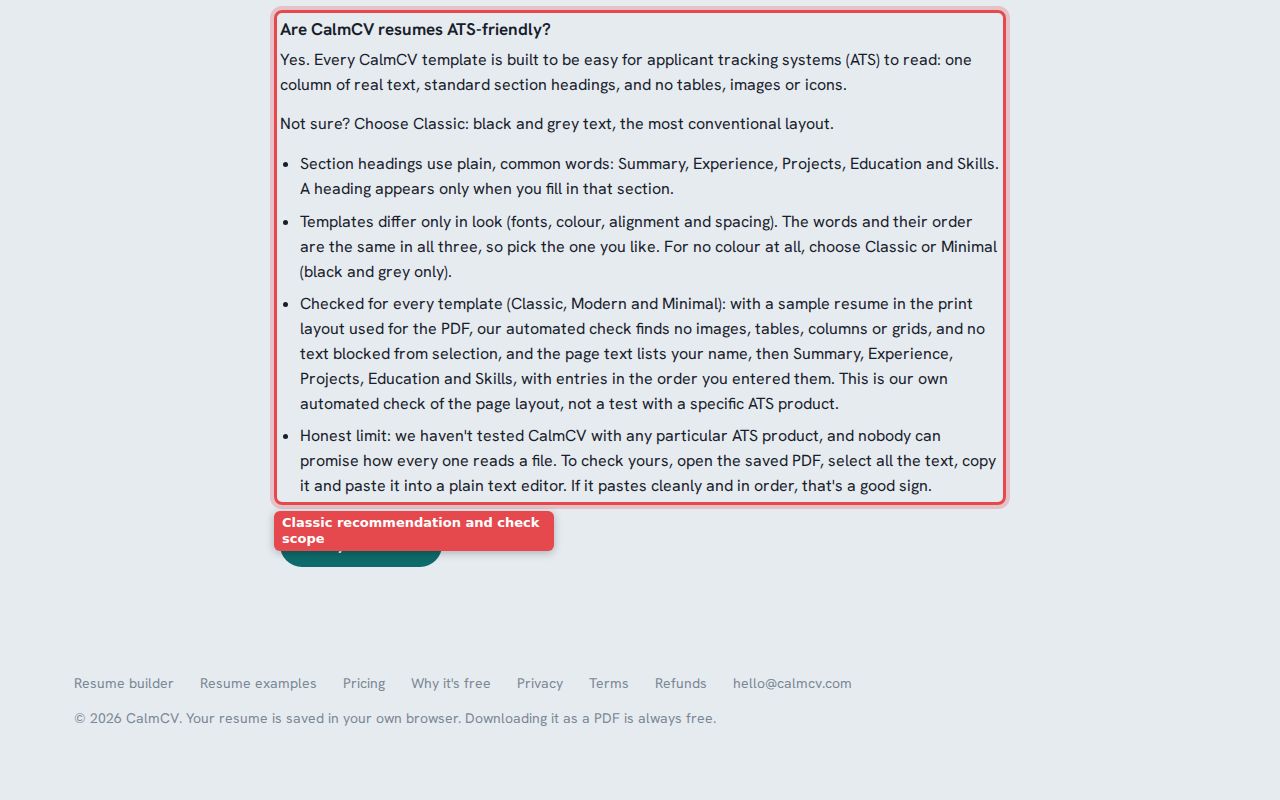 Are CalmCV resumes ATS-friendly?
Yes. Every CalmCV template is built to be easy for applicant tracking systems (ATS) to read: one
column of real text, standard section headings, and no tables, images or icons.
Not sure? Choose Classic: black and grey text, the most conventional layout.
• Section headings use plain, common words: Summary, Experience, Projects, Education and Skills.
A heading appears only when you fill in that section.
• Templates differ only in look (fonts, colour, alignment and spacing). The words and their order
are the same in all three, so pick the one you like. For no colour at all, choose Classic or Minimal
(black and grey only).
• Checked for every template (Classic, Modern and Minimal): with a sample resume in the print
layout used for the PDF, our automated check finds no images, tables, columns or grids, and no
text blocked from selection, and the page text lists your name, then Summary, Experience,
Projects, Education and Skills, with entries in the order you entered them. This is our own
automated check of the page layout, not a test with a specific ATS product.
• Honest limit: we haven't tested CalmCV with any particular ATS product, and nobody can
promise how every one reads a file. To check yours, open the saved PDF, select all the text, copy
it and paste it into a plain text editor. If it pastes cleanly and in order, that's a good sign.
Classic recommendation and check
scope
Resume builder Resume examples Pricing Why it's free Privacy Terms Refunds hello@calmcv.com
© 2026 CalmCV. Your resume is saved in your own browser. Downloading it as a PDF is always free.